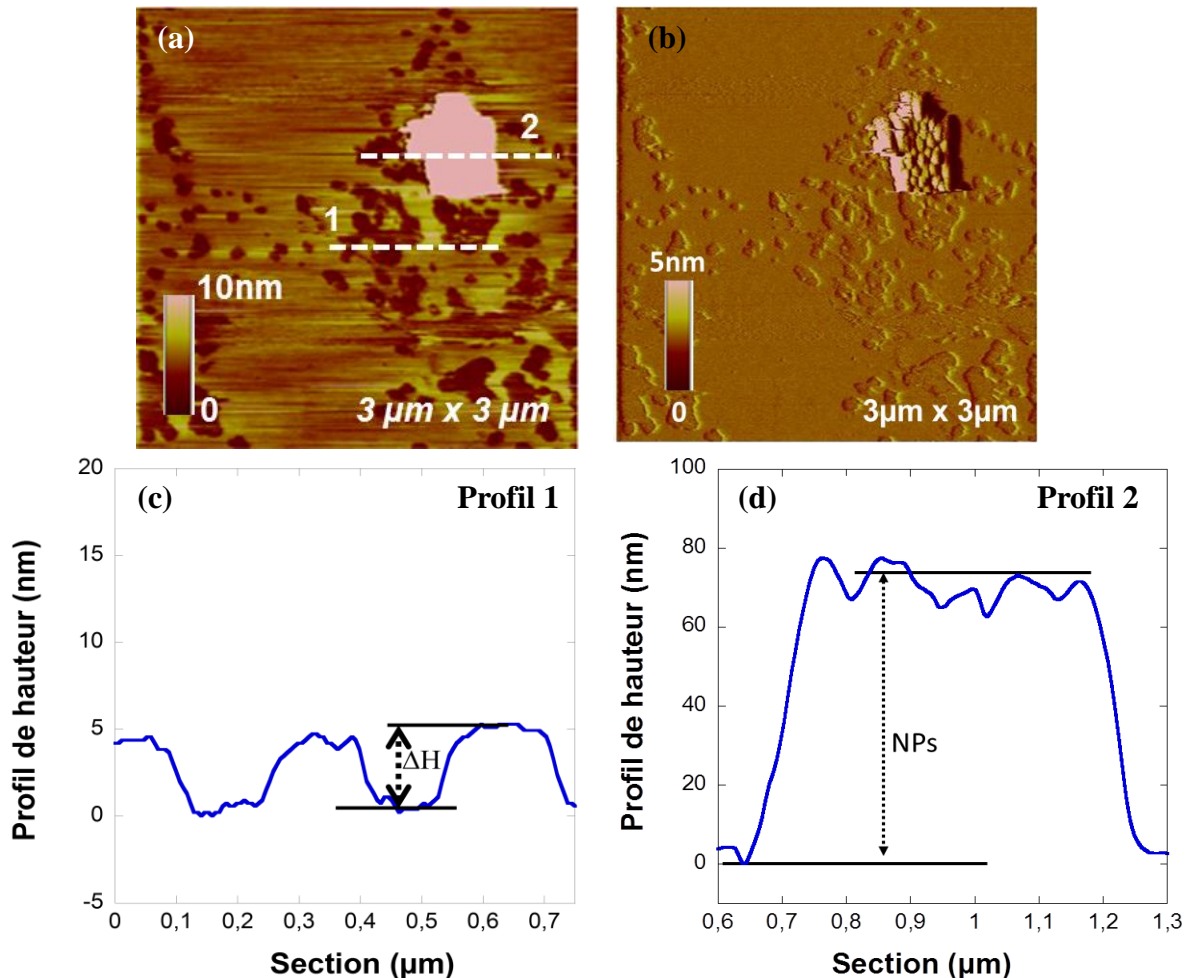 (a)
2
1
10nm
0
3 µm x 3 µm
(b)
5nm
0
3µm x 3µm
(c)
Profil 1
Profil de hauteur (nm)
20
15
10
5
0
-5
ΔH
0
0,1
0,2
0,3
0,4
0,5
0,6
0,7
Section (µm)
(d)
Profil 2
Profil de hauteur (nm)
100
80
60
40
20
0
NPs
0,6
0,7
0,8
0,9
1
1,1
1,2
1,3
Section (µm)